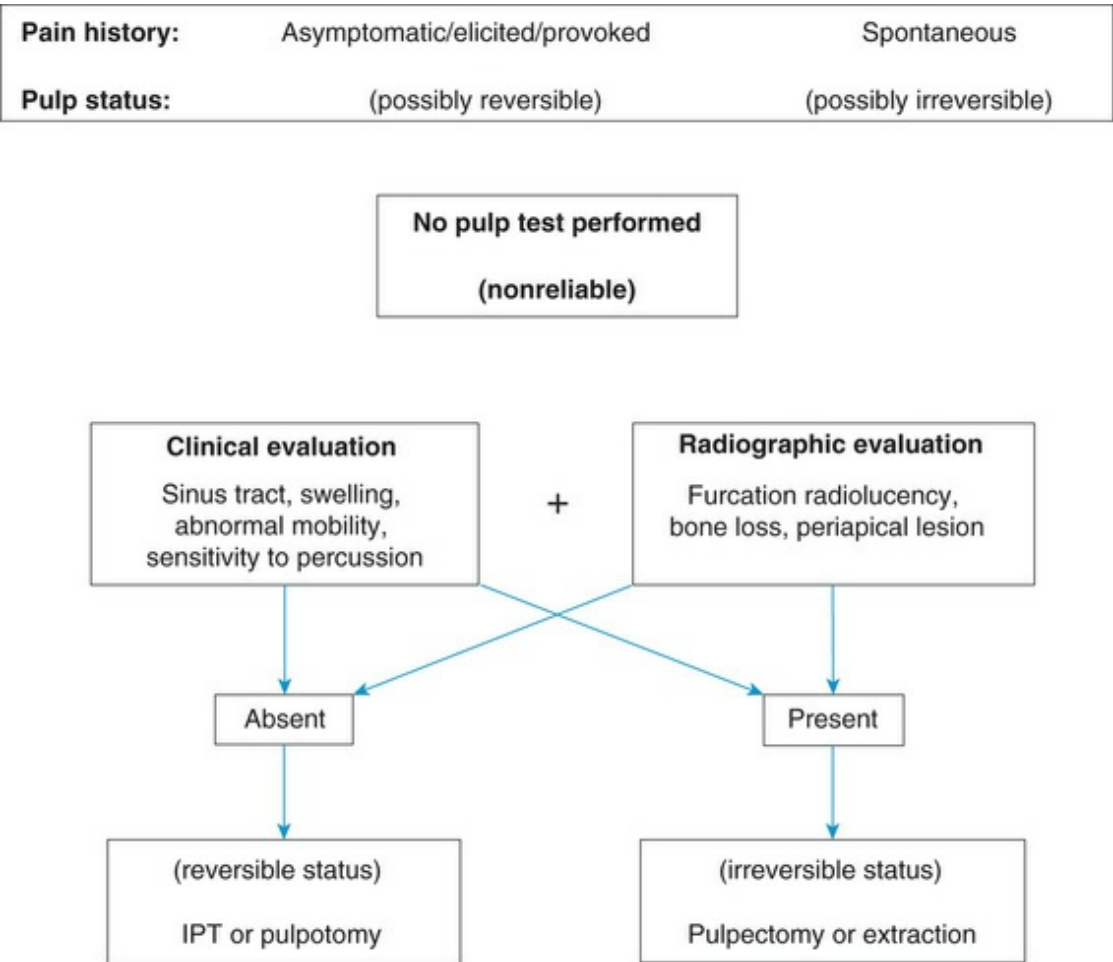 Pain history: Asymptomatic/elicited/provoked Spontaneous
Pulp status: (possibly reversible) (possibly irreversible)
No pulp test performed
(nonreliable)
Clinical evaluation
Sinus tract, swelling,
abnormal mobility,
sensitivity to percussion
+
Radiographic evaluation
Furcation radiolucency,
bone loss, periapical lesion
Absent
Present
(reversible status)
IPT or pulpotomy
(irreversible status)
Pulpectomy or extraction